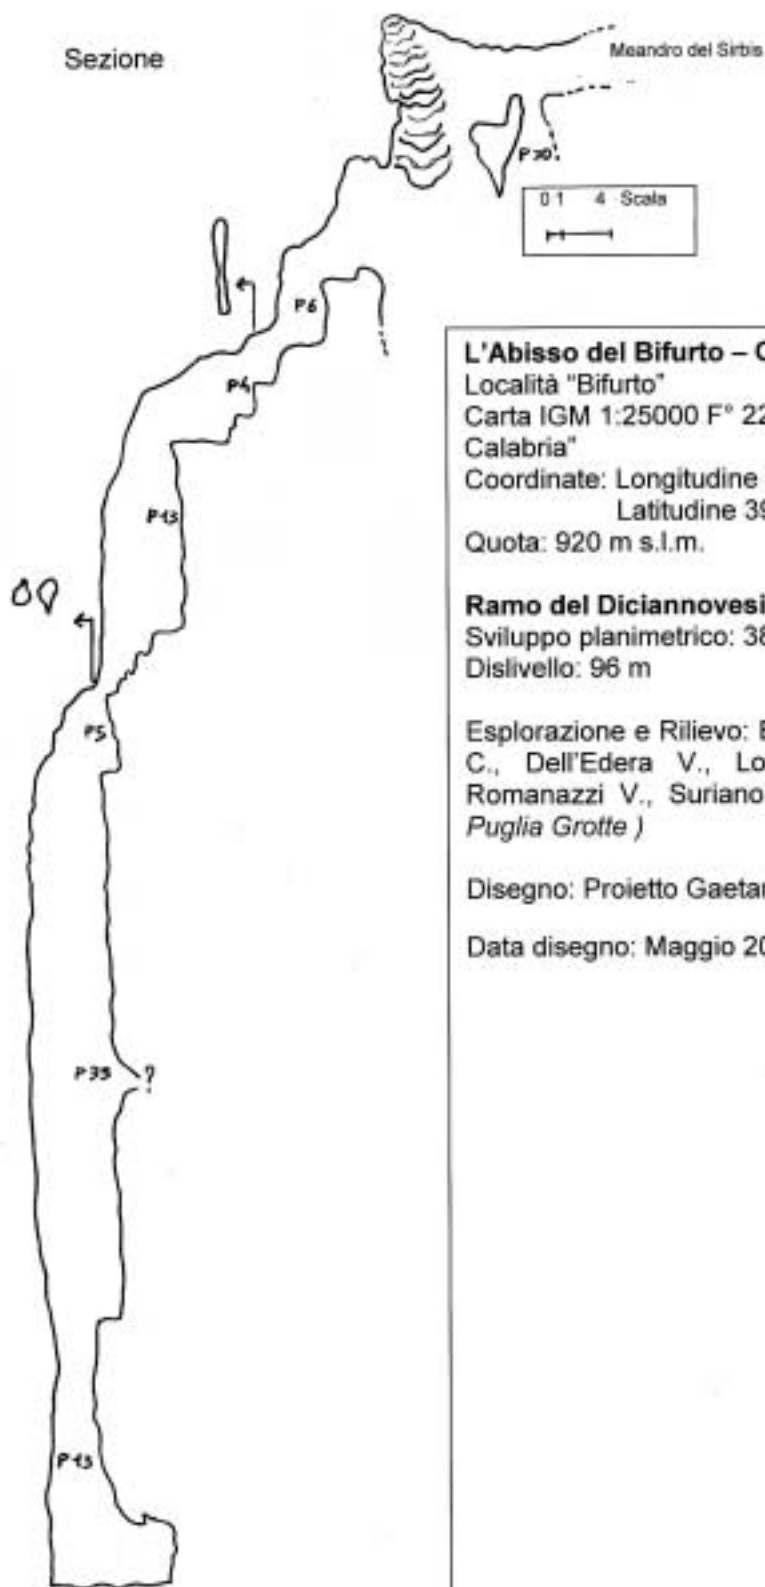 Sezione
Meandro del Sirbis
P30
0 1 4 Scala
P6
P4
P13
P5
P33
?
P13
L'Abisso del Bifurto – C
Località "Bifurto"
Carta IGM 1:25000 F° 22
Calabria"
Coordinate: Longitudine
Latitudine 39
Quota: 920 m s.l.m.
Ramo del Diciannovesi
Sviluppo planimetrico: 38
Dislivello: 96 m
Esplorazione e Rilievo: E
C., Dell'Edera V., Lo
Romanazzi V., Suriano
Puglia Grotte )
Disegno: Proietto Gaetan
Data disegno: Maggio 20